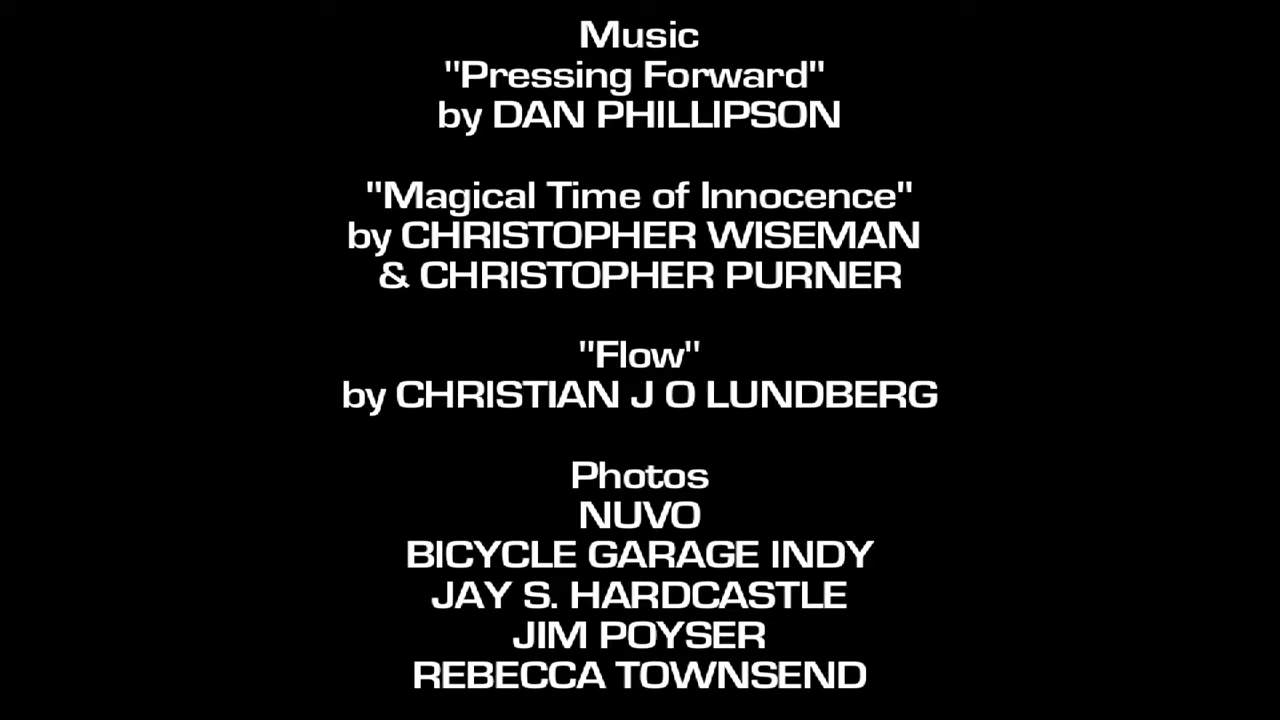 Music
"Pressing Forward"
by DAN PHILLIPSON
"Magical Time of Innocence"
by CHRISTOPHER WISEMAN
& CHRISTOPHER PURNER
"Flow"
by CHRISTIAN J O LUNDBERG
Photos
NUVO
BICYCLE GARAGE INDY
JAY S. HARDCASTLE
JIM POYSER
REBECCA TOWNSEND